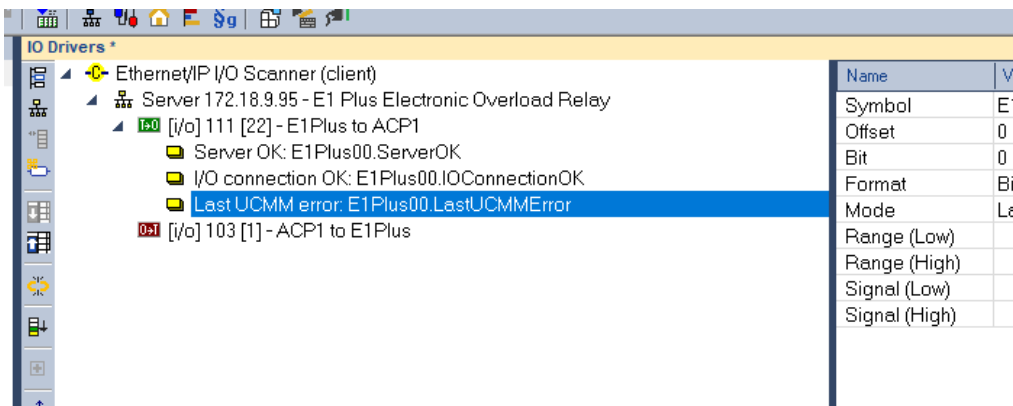 IO Drivers *
Ethernet/IP I/O Scanner (client)
Server 172.18.9.95 - E1 Plus Electronic Overload Relay
[i/o] 111 [22] - E1Plus to ACP1
Server OK: E1Plus00.ServerOK
I/O connection OK: E1Plus00.IOConnectionOK
Last UCMM error: E1Plus00.LastUCMMError
[i/o] 103 [1] - ACP1 to E1Plus
Name
Symbol E
Offset 0
Bit 0
Format Bi
Mode La
Range (Low)
Range (High)
Signal (Low)
Signal (High)